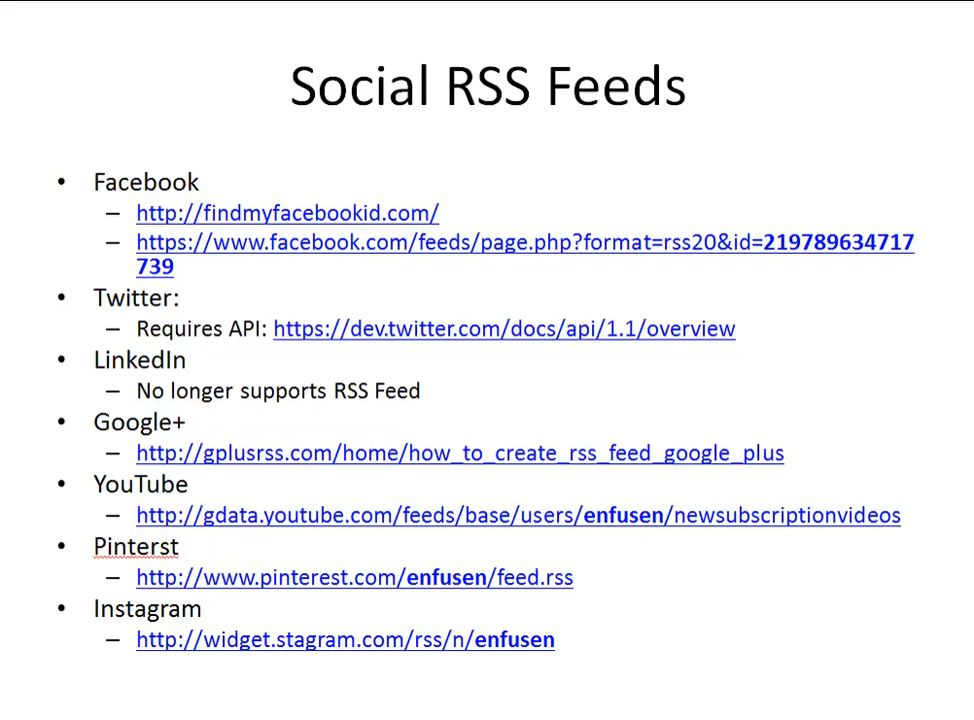 Social RSS Feeds
• Facebook
– http://findmyfacebookid.com/
– https://www.facebook.com/feeds/page.php?format=rss20&id=219789634717
739
• Twitter:
– Requires API: https://dev.twitter.com/docs/api/1.1/overview
• LinkedIn
– No longer supports RSS Feed
• Google+
– http://gplusrss.com/home/how_to_create_rss_feed_google_plus
• YouTube
– http://gdata.youtube.com/feeds/base/users/enfusen/newsubscriptionvideos
• Pinterst
– http://www.pinterest.com/enfusen/feed.rss
• Instagram
– http://widget.stagram.com/rss/n/enfusen